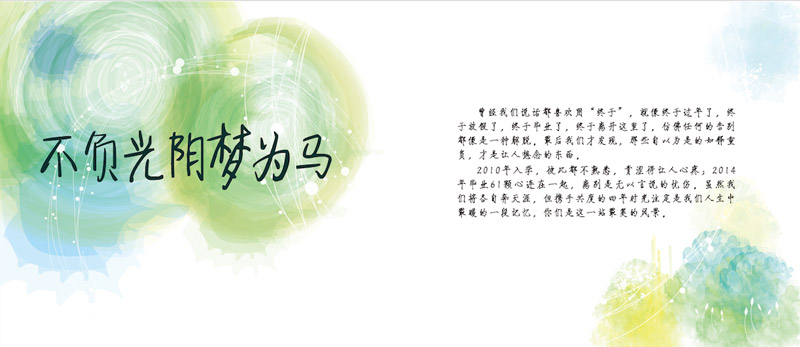 不负光阴梦为马
曾经我们说话都喜欢用“终于”，就像终于过年了，终
于放假了，终于毕业了，终于离开这里了，仿佛任何的告别
都像是一种解脱，最后我们才发现，那些自以为是的如释重
负，才是让人想念的东西。
2010年入学，彼此都不熟悉，青涩得让人心疼；2014
年毕业61颗心连在一起，离别是无以言说的忧伤。虽然我
们将各自奔天涯，但携手共度的四年时光注定是我们人生中
最暖的一段记忆，你们是这一站最美的风景。